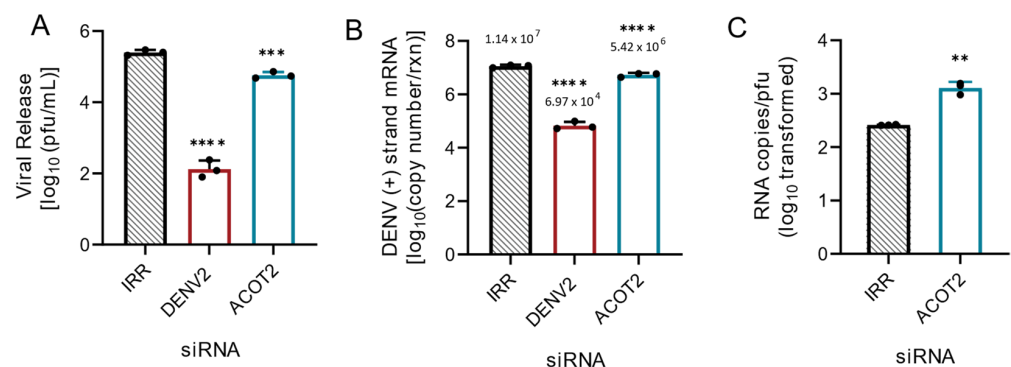 A
Viral Release
[log10 (pfu/mL)]
6
4
2
0
***
****
IRR
DENV2
ACOT2
siRNA
B
DENV (+) strand mRNA
[log10(copy number/rxn)]
8
6
4
2
0
1.14 x 10^7
****
6.97 x 10^4
****
5.42 x 10^6
IRR
DENV2
ACOT2
siRNA
C
RNA copies/pfu
(log10 transformed)
4
3
2
1
0
**
IRR
ACOT2
siRNA